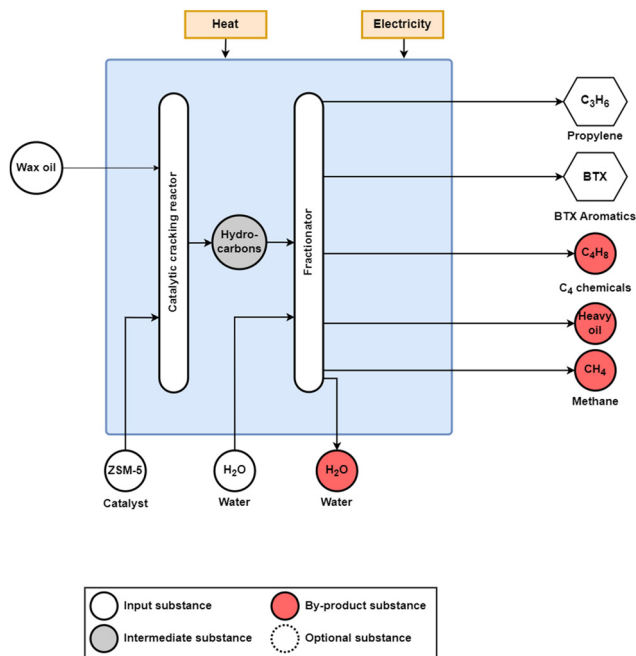 Heat
Electricity
Wax oil
Catalytic cracking reactor
Hydro-
carbons
Fractionator
C₃H₆
Propylene
BTX
BTX Aromatics
C₄H₈
C₄ chemicals
Heavy
oil
CH₄
Methane
ZSM-5
Catalyst
H₂O
Water
H₂O
Water
Input substance
By-product substance
Intermediate substance
Optional substance